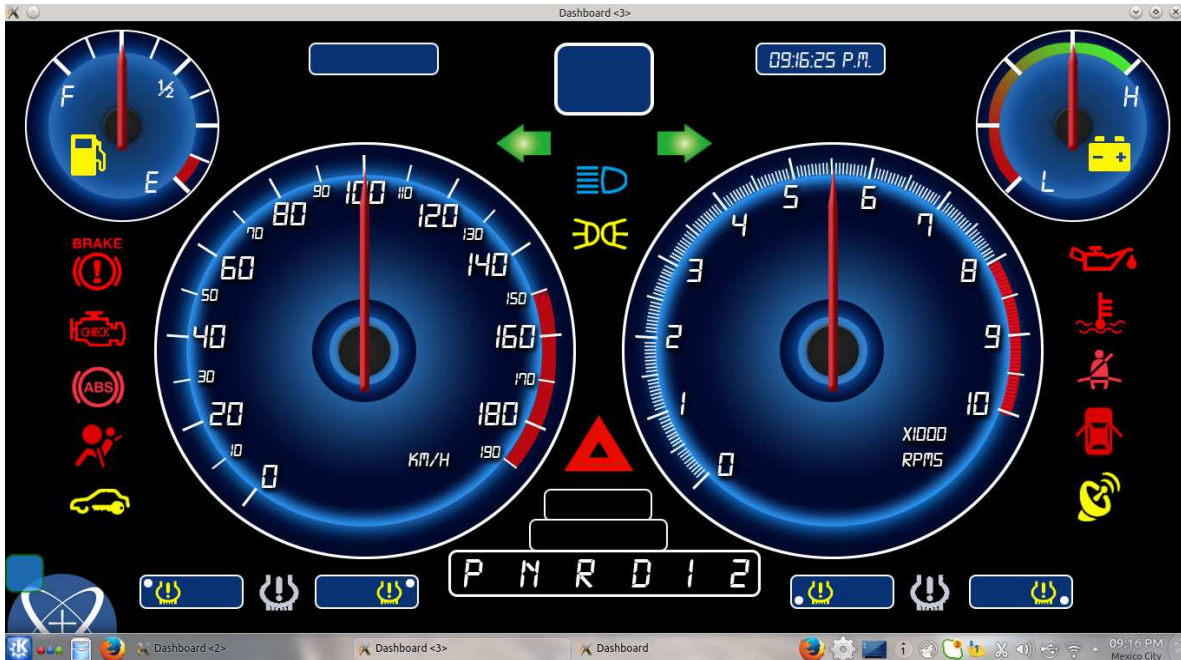 Dashboard <3>
09:16:25 P.M.
F
½
E
H
L
- +
BRAKE
CHECK
ABS
0
10
20
30
40
50
60
70
80
90
100
110
120
130
140
150
160
170
180
190
KM/H
0
1
2
3
4
5
6
7
8
9
10
X1000
RPMS
P N R D 1 2
Dashboard <2>
Dashboard <3>
Dashboard
09:16 PM
Mexico City